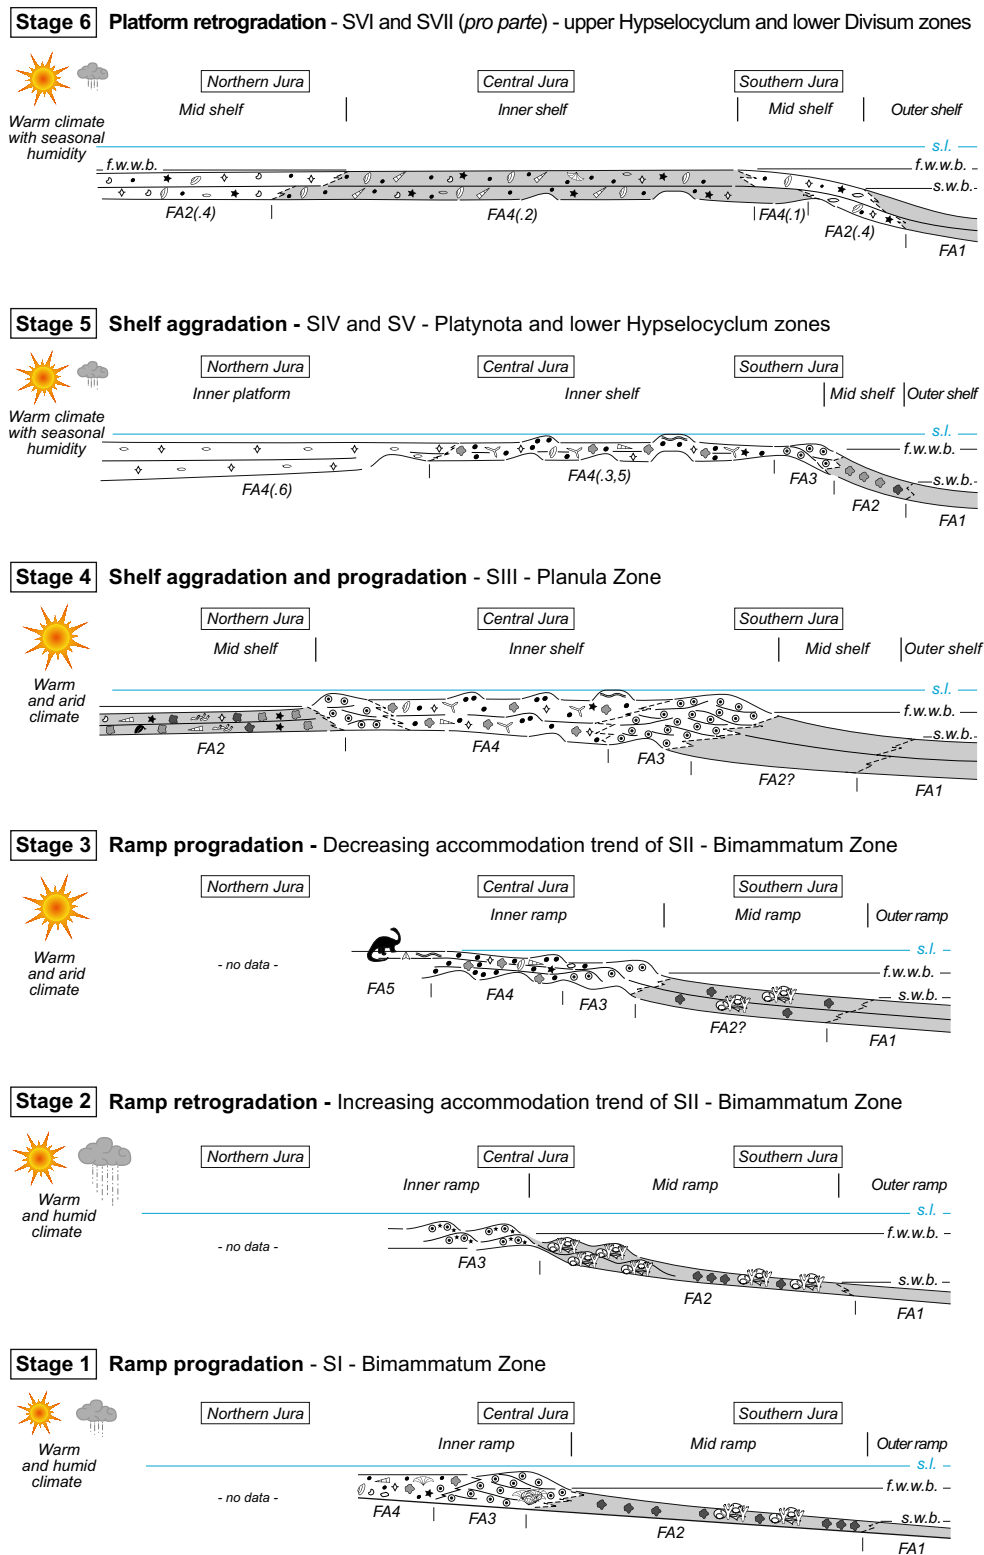 Stage 6 Platform retrogradation - SVI and SVII (pro parte) - upper Hypselocyclum and lower Divisum zones
Northern Jura Central Jura Southern Jura
Mid shelf Inner shelf Mid shelf Outer shelf
Warm climate
with seasonal
humidity
s.l.
f.w.w.b. f.w.w.b.
s.w.b.
FA2(.4) FA4(.2) FA4(.1) FA2(.4) FA1
Stage 5 Shelf aggradation - SIV and SV - Platynota and lower Hypselocyclum zones
Northern Jura Central Jura Southern Jura
Inner platform Inner shelf Mid shelf Outer shelf
Warm climate
with seasonal
humidity
s.l.
f.w.w.b.
s.w.b.
FA4(.6) FA4(.3,5) FA3 FA2 FA1
Stage 4 Shelf aggradation and progradation - SIII - Planula Zone
Northern Jura Central Jura Southern Jura
Mid shelf Inner shelf Mid shelf Outer shelf
Warm
and arid
climate
s.l.
f.w.w.b.
s.w.b.
FA2 FA4 FA3 FA2? FA1
Stage 3 Ramp progradation - Decreasing accommodation trend of SII - Bimammatum Zone
Northern Jura Central Jura Southern Jura
Inner ramp Mid ramp Outer ramp
Warm
and arid
climate
- no data -
s.l.
f.w.w.b.
s.w.b.
FA5 FA4 FA3 FA2? FA1
Stage 2 Ramp retrogradation - Increasing accommodation trend of SII - Bimammatum Zone
Northern Jura Central Jura Southern Jura
Inner ramp Mid ramp Outer ramp
Warm
and humid
climate
- no data -
s.l.
f.w.w.b.
s.w.b.
FA3 FA2 FA1
Stage 1 Ramp progradation - SI - Bimammatum Zone
Northern Jura Central Jura Southern Jura
Inner ramp Mid ramp Outer ramp
Warm
and humid
climate
- no data -
s.l.
f.w.w.b.
s.w.b.
FA4 FA3 FA2 FA1